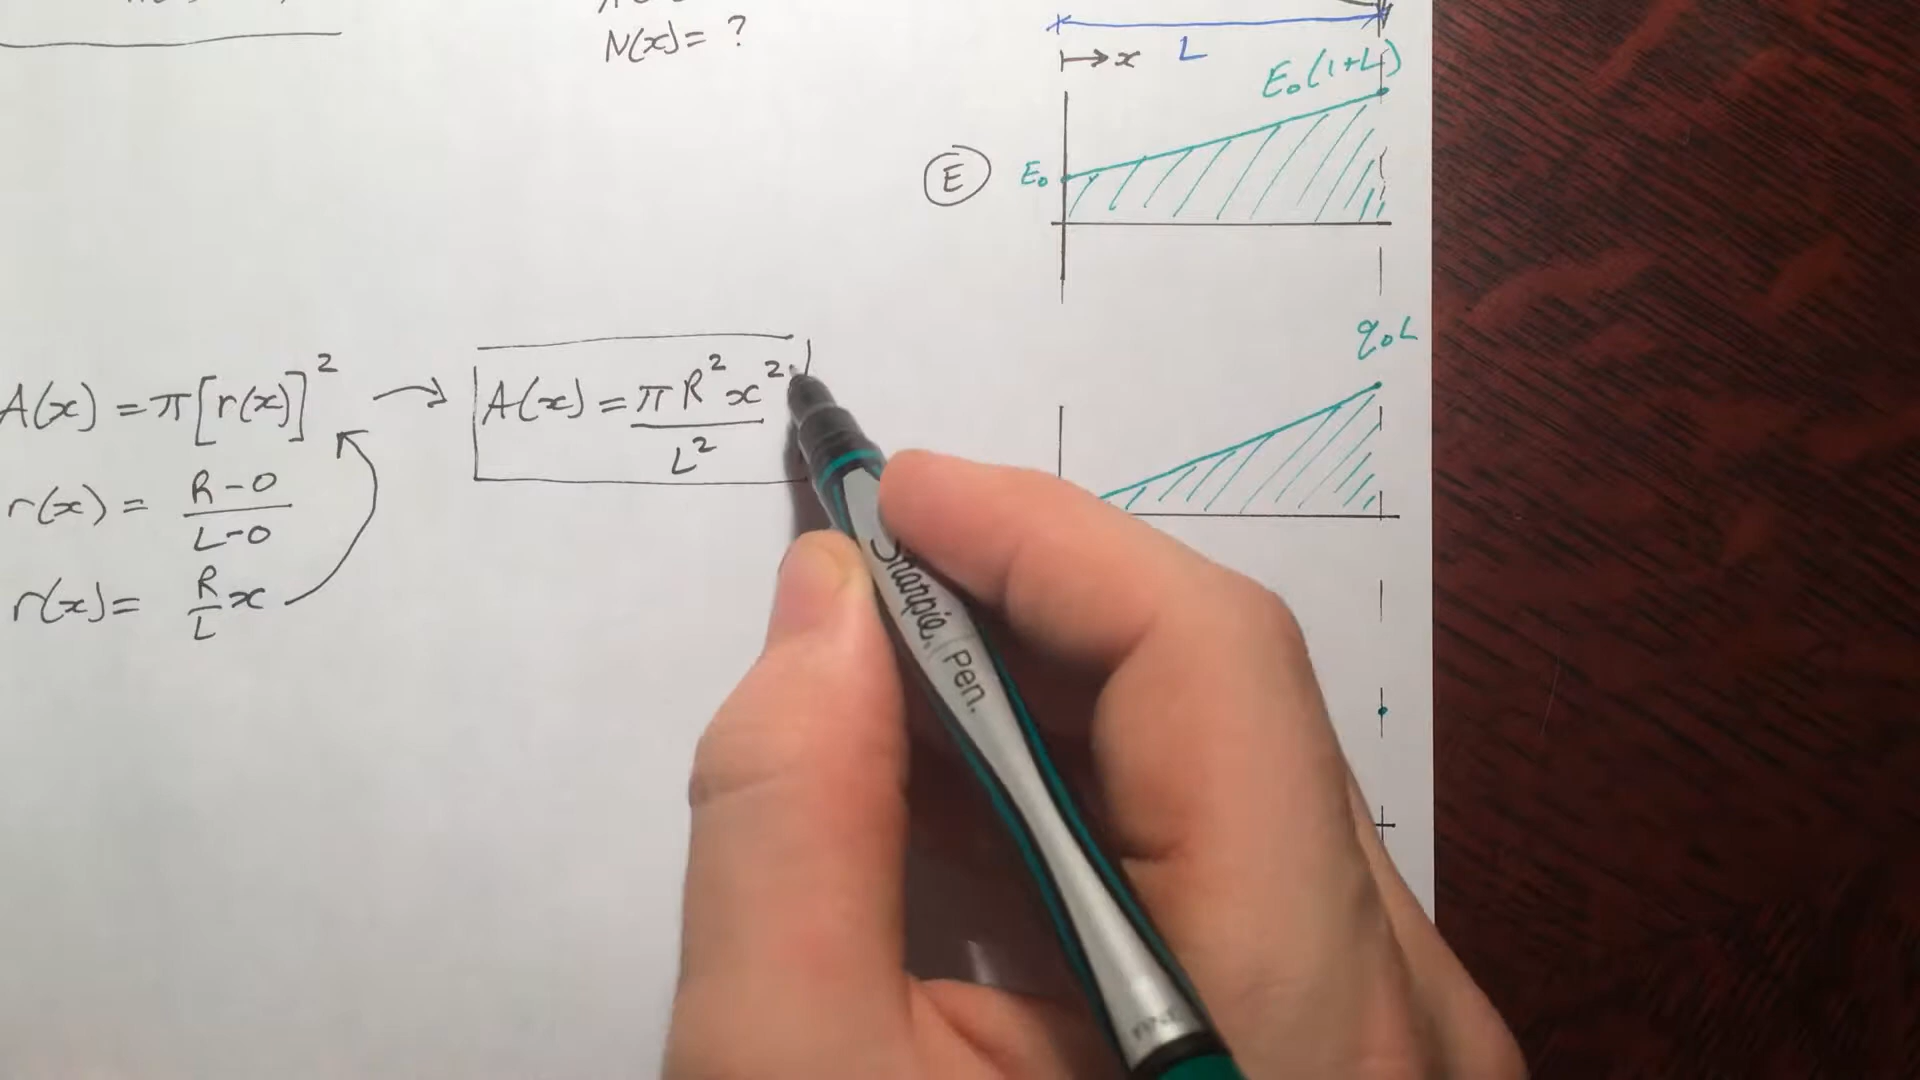 N(x) = ?
L
→ x
E₀(1+L)
E
E₀
q₀L
A(x) = π[r(x)]² → A(x) = πR²x² / L²
r(x) = R-0 / L-0
r(x) = R/L x
Sharpie. Pen.